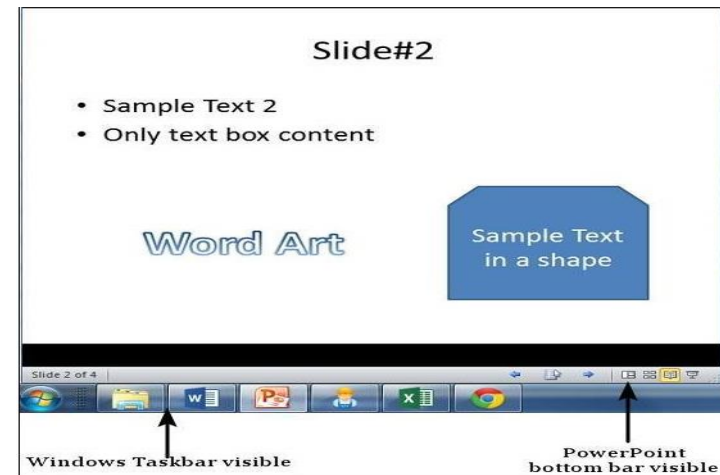 Slide#2
• Sample Text 2
• Only text box content
Word Art
Sample Text
in a shape
Slide 2 of 4
Windows Taskbar visible
PowerPoint
bottom bar visible